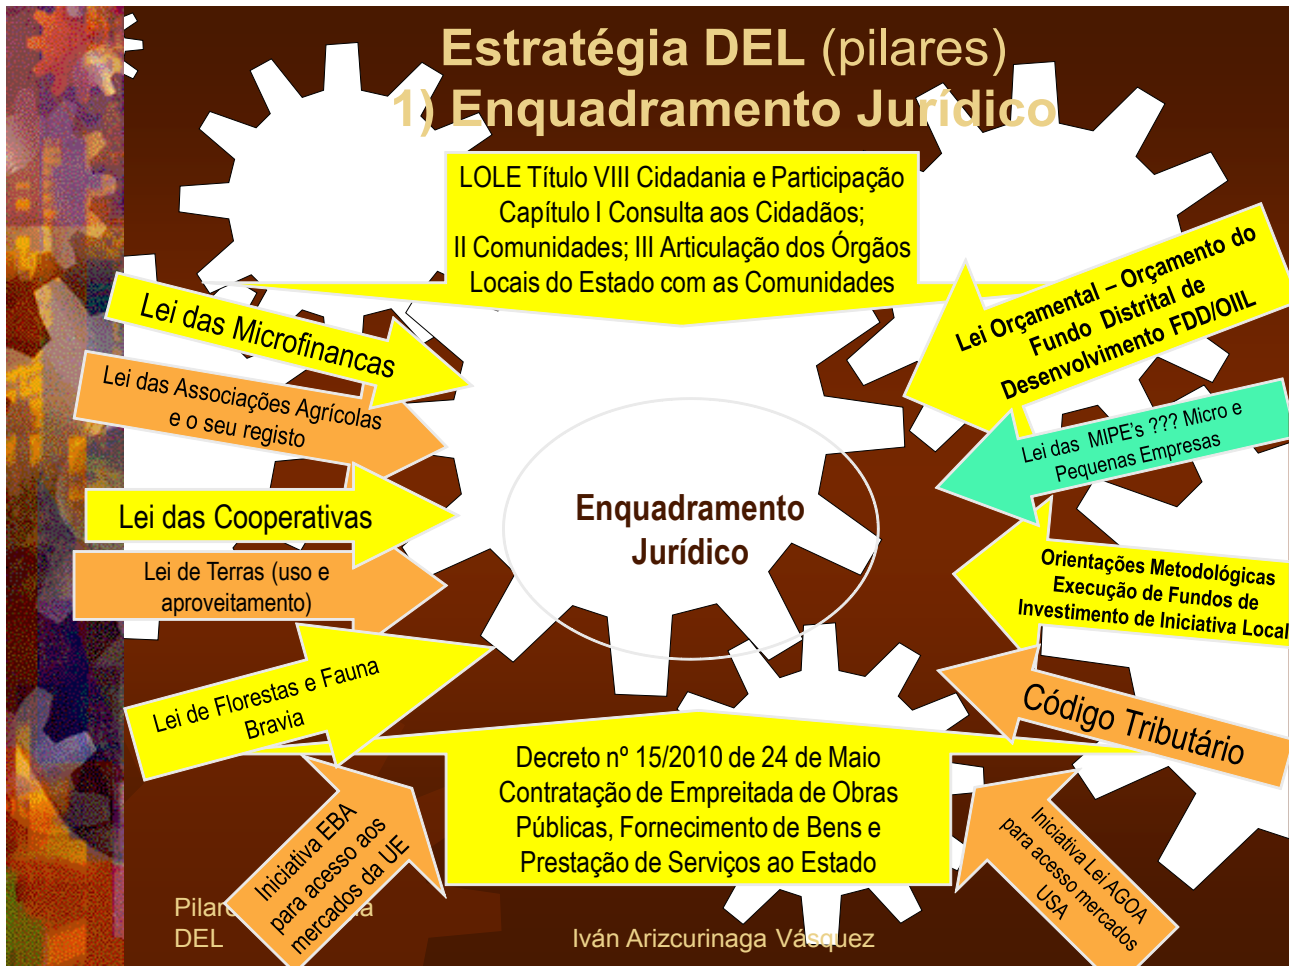 Estratégia DEL (pilares)
1) Enquadramento Jurídico
LOLE Título VIII Cidadania e Participação
Capítulo I Consulta aos Cidadãos;
II Comunidades; III Articulação dos Órgãos
Locais do Estado com as Comunidades
Lei das Microfinancas
Lei das Associações Agrícolas
e o seu registo
Lei das Cooperativas
Lei de Terras (uso e
aproveitamento)
Lei de Florestas e Fauna
Bravia
Iniciativa EBA
para acesso aos
mercados da UE
Enquadramento
Jurídico
Lei Orçamental – Orçamento do
Fundo Distrital de
Desenvolvimento FDD/OIIL
Lei das MIPE's ??? Micro e
Pequenas Empresas
Orientações Metodológicas
Execução de Fundos de
Investimento de Iniciativa Local
Código Tributário
Iniciativa Lei AGOA
para acesso mercados
USA
Decreto nº 15/2010 de 24 de Maio
Contratação de Empreitada de Obras
Públicas, Fornecimento de Bens e
Prestação de Serviços ao Estado
DEL
Iván Arizcurinaga Vásquez